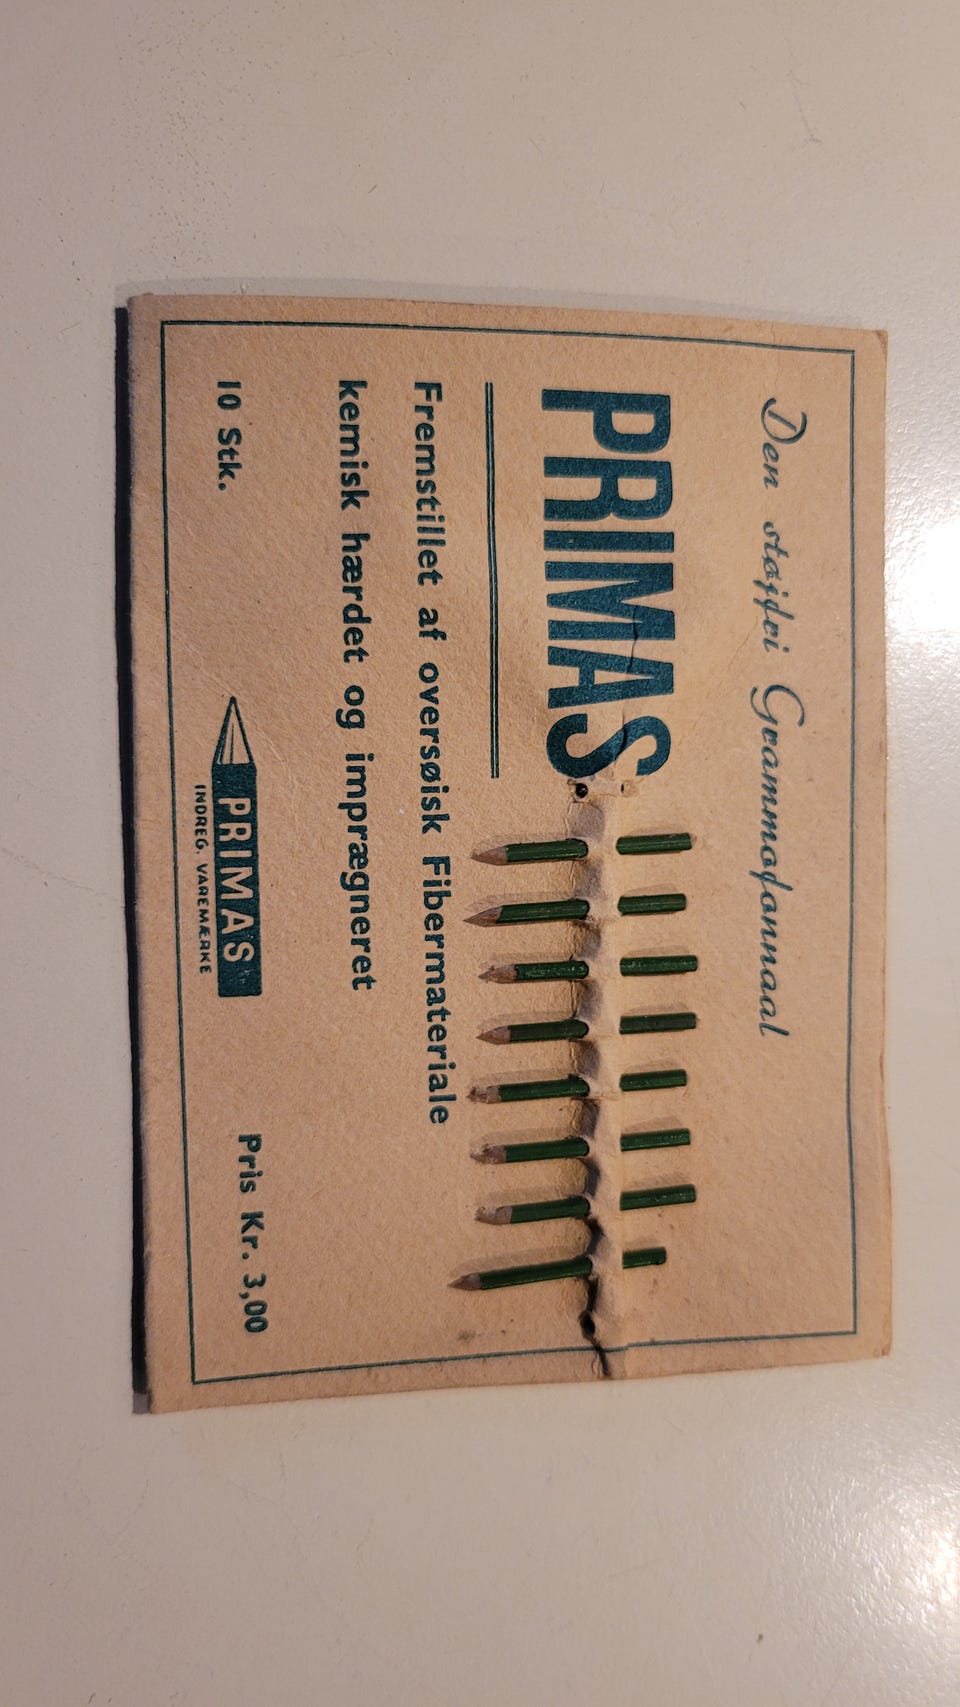 Den støjfri Grammofonnaal
PRIMAS
Fremstillet af oversøisk Fibermateriale
kemisk hærdet og imprægneret
10 Stk.
PRIMAS
INDREG. VAREMÆRKE
Pris Kr. 3,00